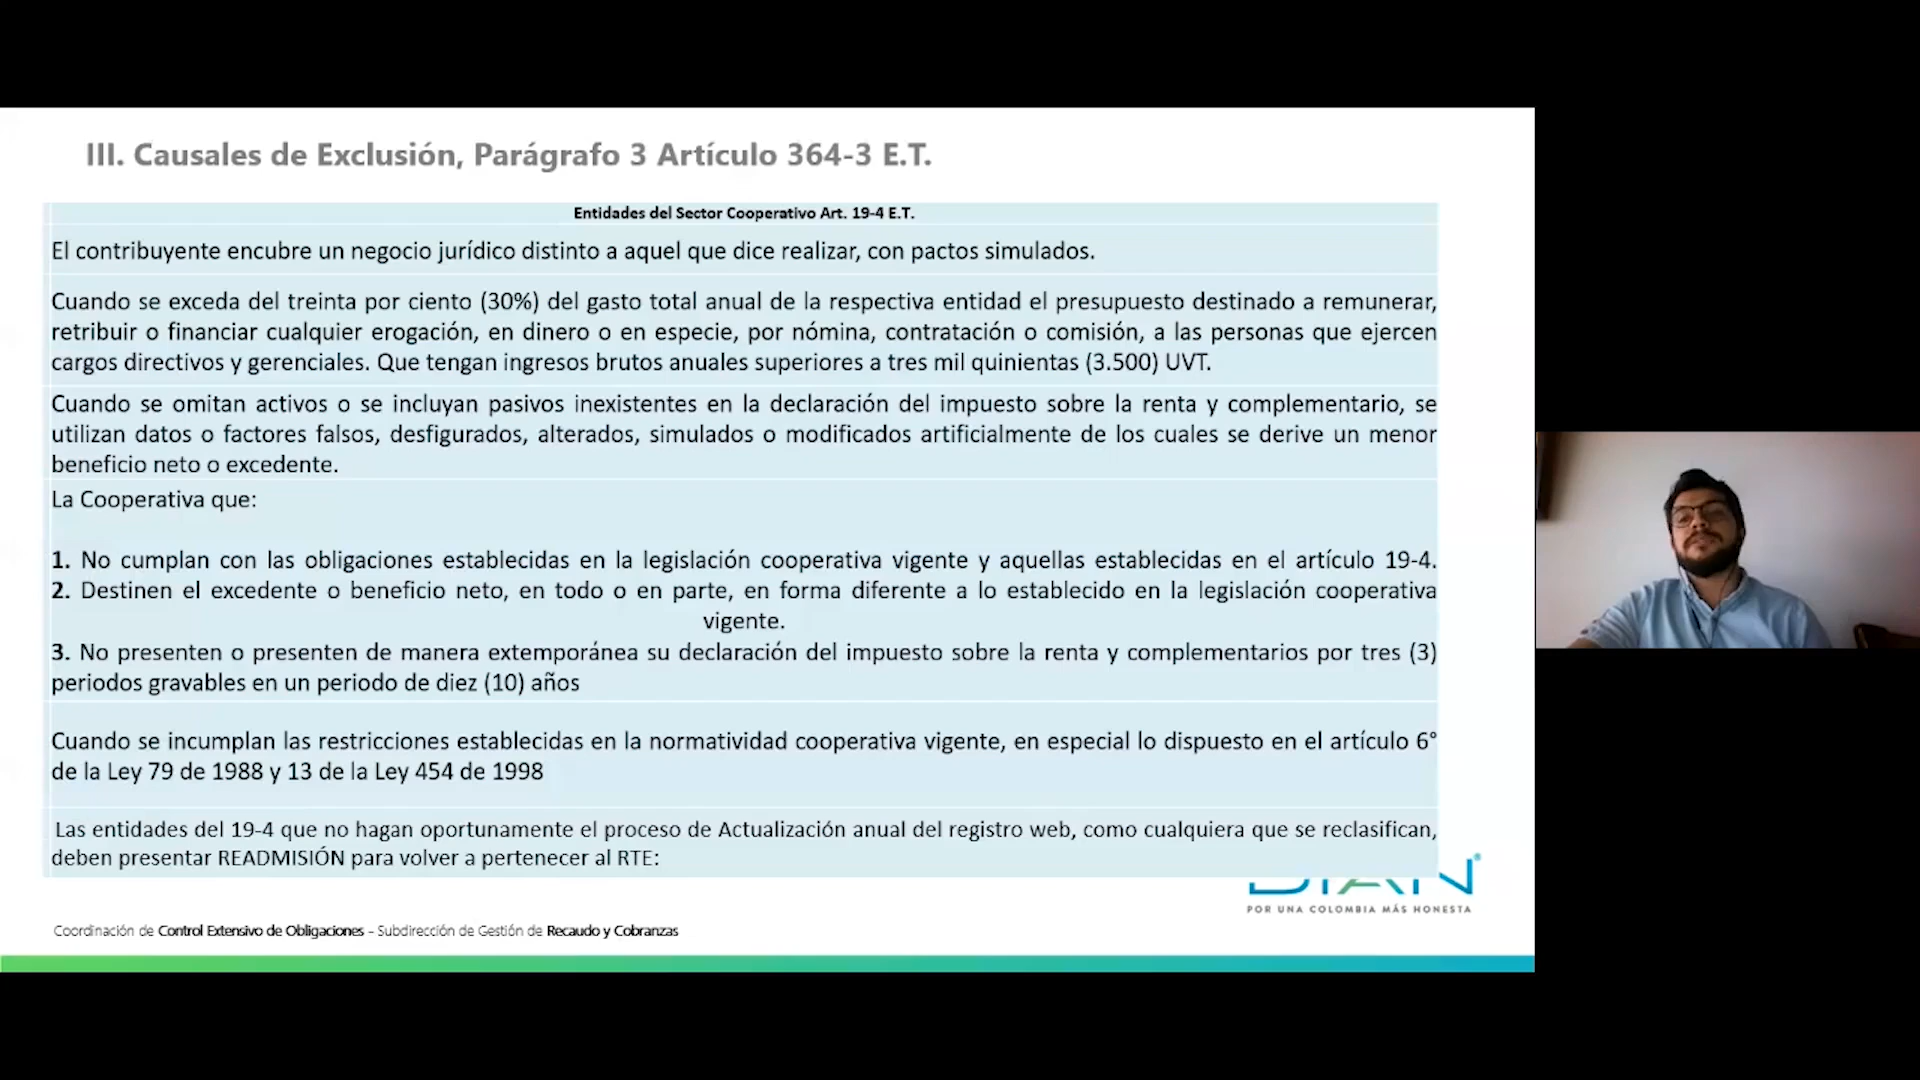 III. Causales de Exclusión, Parágrafo 3 Artículo 364-3 E.T.
Entidades del Sector Cooperativo Art. 19-4 E.T.
El contribuyente encubre un negocio jurídico distinto a aquel que dice realizar, con pactos simulados.
Cuando se exceda del treinta por ciento (30%) del gasto total anual de la respectiva entidad el presupuesto destinado a remunerar,
retribuir o financiar cualquier erogación, en dinero o en especie, por nómina, contratación o comisión, a las personas que ejercen
cargos directivos y gerenciales. Que tengan ingresos brutos anuales superiores a tres mil quinientas (3.500) UVT.
Cuando se omitan activos o se incluyan pasivos inexistentes en la declaración del impuesto sobre la renta y complementario, se
utilizan datos o factores falsos, desfigurados, alterados, simulados o modificados artificialmente de los cuales se derive un menor
beneficio neto o excedente.
La Cooperativa que:
1. No cumplan con las obligaciones establecidas en la legislación cooperativa vigente y aquellas establecidas en el artículo 19-4.
2. Destinen el excedente o beneficio neto, en todo o en parte, en forma diferente a lo establecido en la legislación cooperativa
vigente.
3. No presenten o presenten de manera extemporánea su declaración del impuesto sobre la renta y complementarios por tres (3)
periodos gravables en un periodo de diez (10) años
Cuando se incumplan las restricciones establecidas en la normatividad cooperativa vigente, en especial lo dispuesto en el artículo 6°
de la Ley 79 de 1988 y 13 de la Ley 454 de 1998
Las entidades del 19-4 que no hagan oportunamente el proceso de Actualización anual del registro web, como cualquiera que se reclasifican,
deben presentar READMISIÓN para volver a pertenecer al RTE:
DIAN
POR UNA COLOMBIA MÁS HONESTA
Coordinación de Control Extensivo de Obligaciones – Subdirección de Gestión de Recaudo y Cobranzas